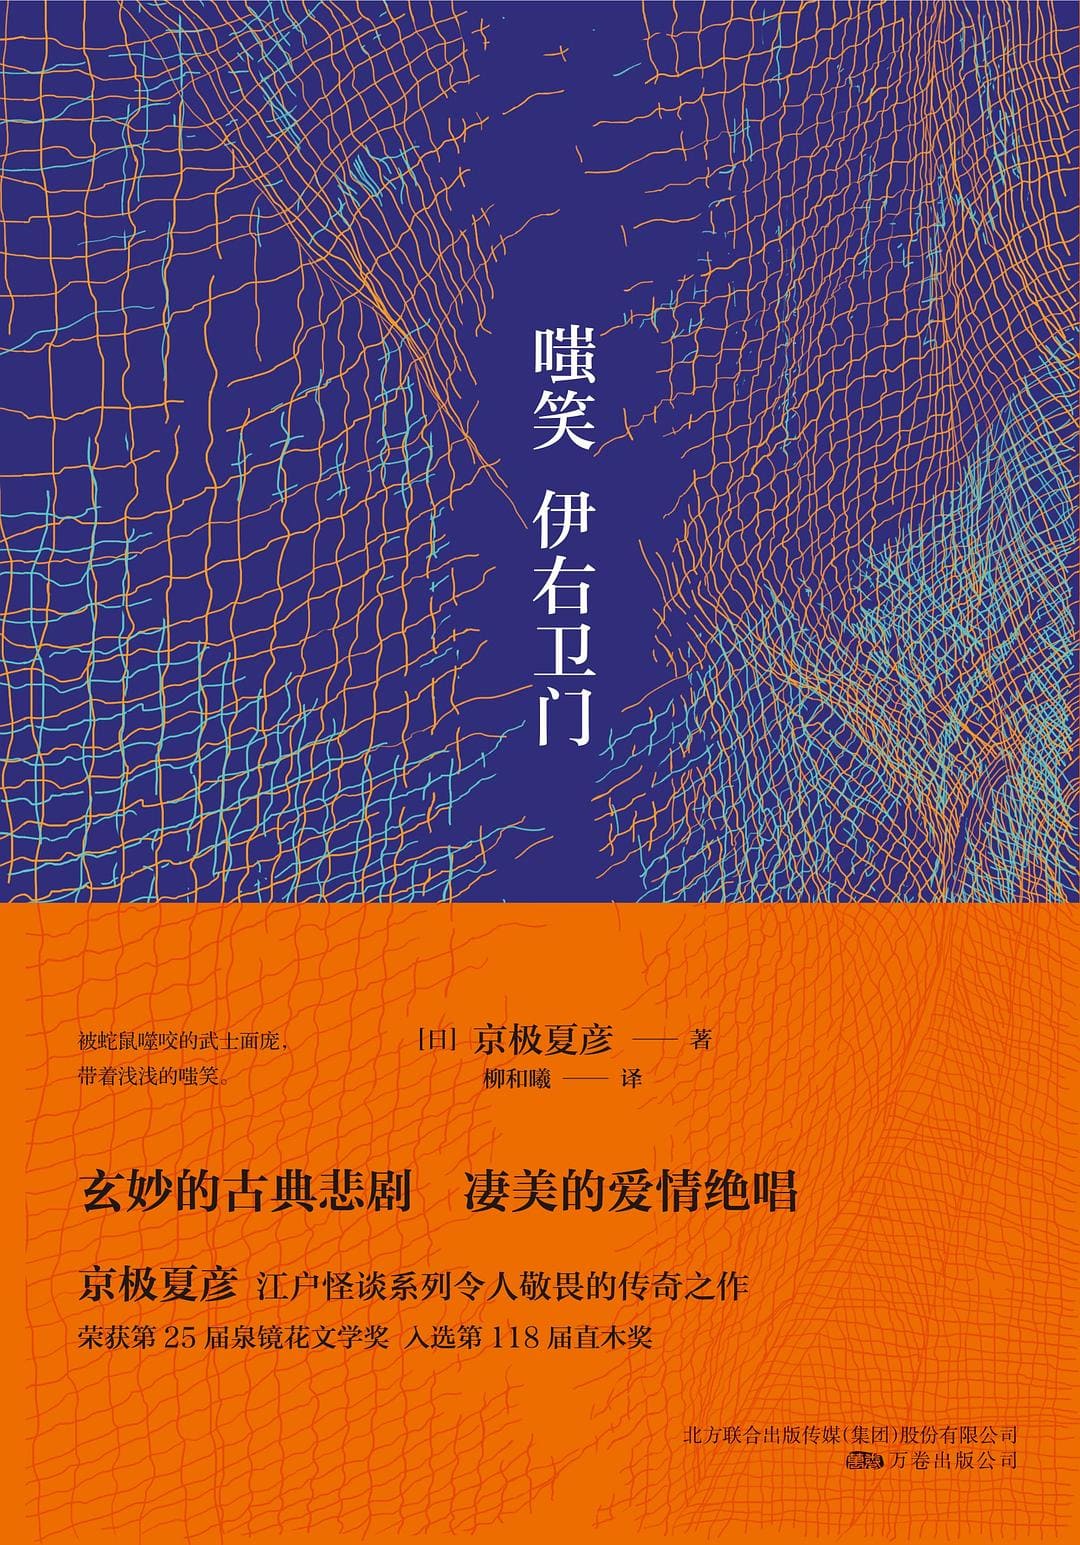 嗤笑 伊右卫门
被蛇鼠噬咬的武士面庞，
带着浅浅的嗤笑。
[日] 京极夏彦 —— 著
柳和曦 —— 译
玄妙的古典悲剧 凄美的爱情绝唱
京极夏彦 江户怪谈系列令人敬畏的传奇之作
荣获第 25 届泉镜花文学奖 入选第 118 届直木奖
北方联合出版传媒(集团)股份有限公司
万卷出版公司